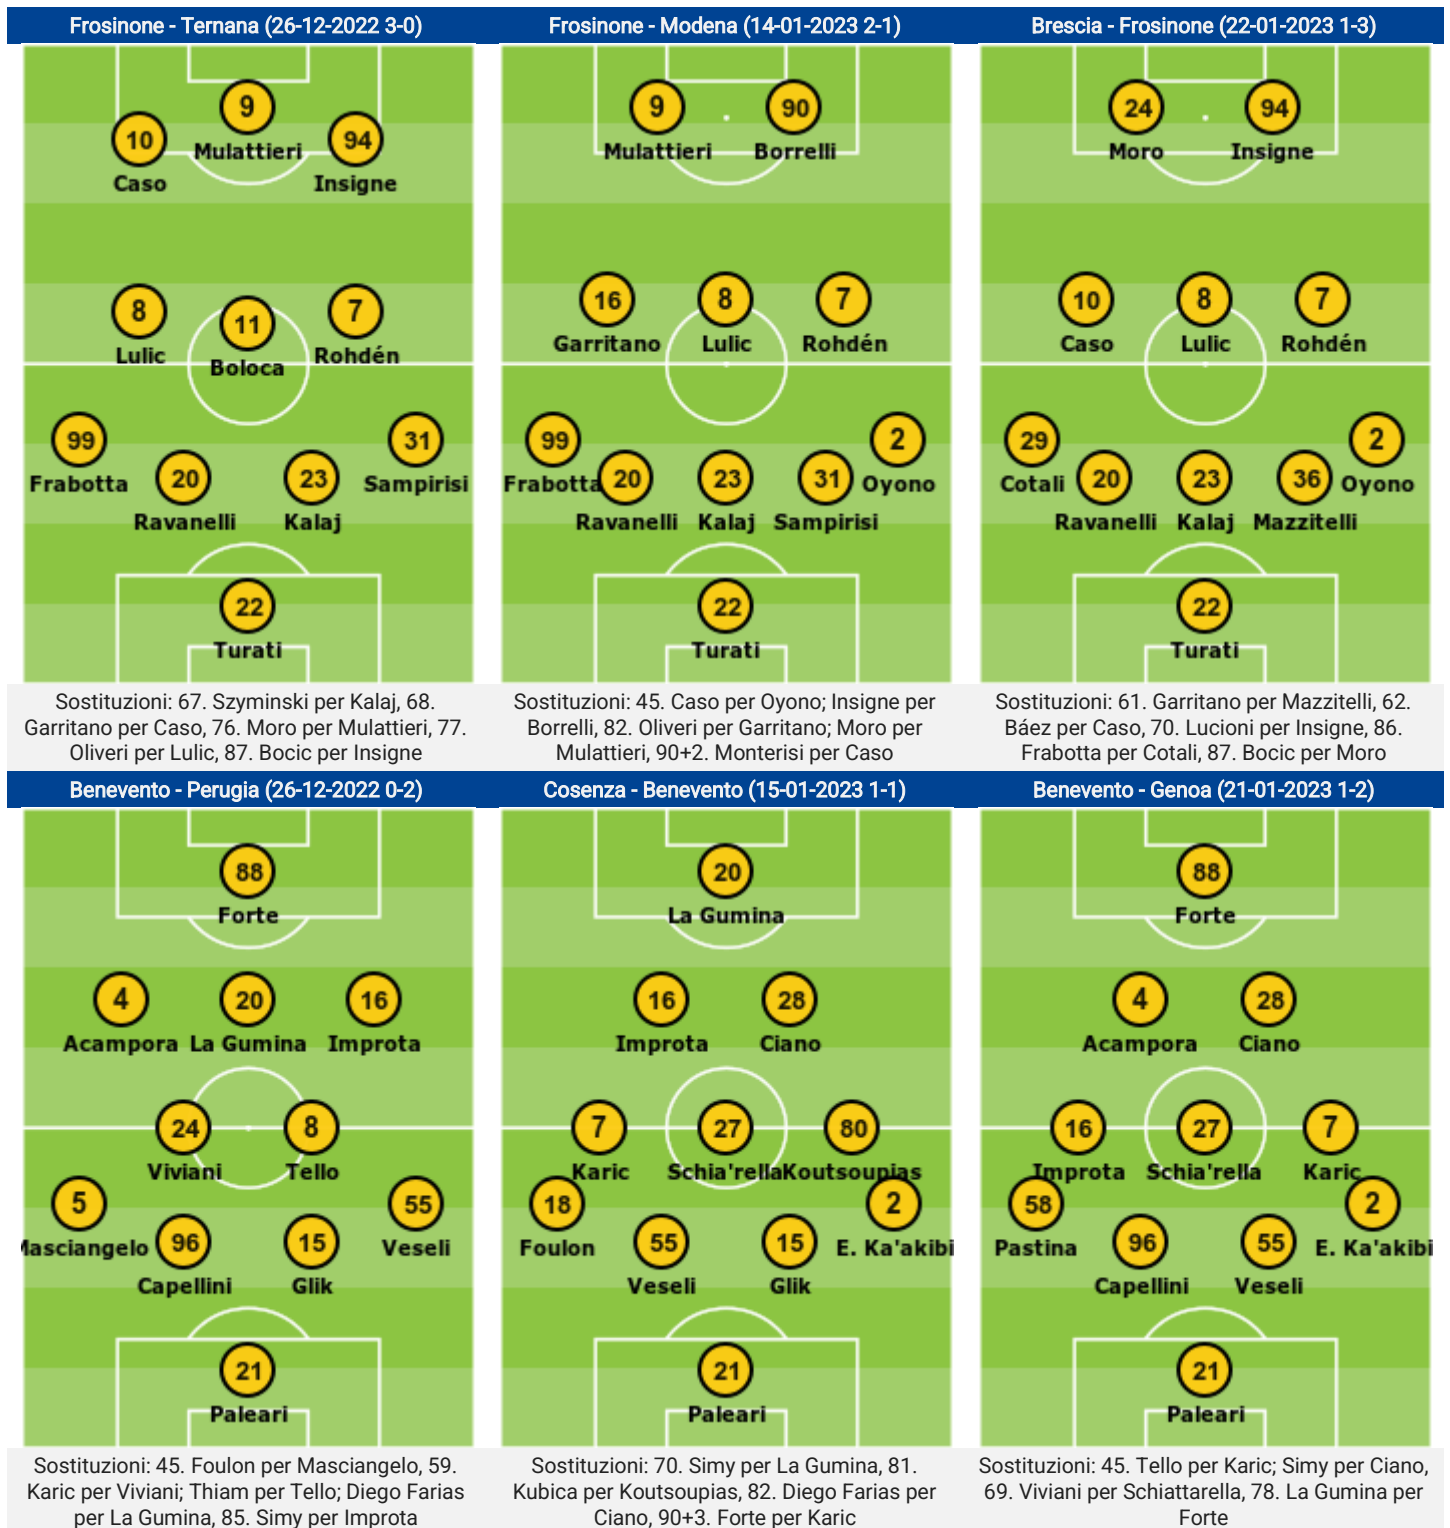 Frosinone - Ternana (26-12-2022 3-0)
9
10
94
Mulattieri
Caso
Insigne
8
11
7
Lulic
Boloca
Rohdén
99
31
20
23
Frabotta
Sampirisi
Ravanelli
Kalaj
22
Turati
Sostituzioni: 67. Szyminski per Kalaj, 68.
Garritano per Caso, 76. Moro per Mulattieri, 77.
Oliveri per Lulic, 87. Bocic per Insigne
Frosinone - Modena (14-01-2023 2-1)
9
90
Mulattieri
Borrelli
16
8
7
Garritano
Lulic
Rohdén
99
2
20
23
31
Frabotta
Oyono
Ravanelli
Kalaj
Sampirisi
22
Turati
Sostituzioni: 45. Caso per Oyono; Insigne per
Borrelli, 82. Oliveri per Garritano; Moro per
Mulattieri, 90+2. Monterisi per Caso
Brescia - Frosinone (22-01-2023 1-3)
24
94
Moro
Insigne
10
8
7
Caso
Lulic
Rohdén
29
2
20
23
36
Cotali
Oyono
Ravanelli
Kalaj
Mazzitelli
22
Turati
Sostituzioni: 61. Garritano per Mazzitelli, 62.
Báez per Caso, 70. Lucioni per Insigne, 86.
Frabotta per Cotali, 87. Bocic per Moro
Benevento - Perugia (26-12-2022 0-2)
88
Forte
4
20
16
Acampora
La Gumina
Improta
24
8
Viviani
Tello
5
55
96
15
Masciangelo
Veseli
Capellini
Glik
21
Paleari
Sostituzioni: 45. Foulon per Masciangelo, 59.
Karic per Viviani; Thiam per Tello; Diego Farias
per La Gumina, 85. Simy per Improta
Cosenza - Benevento (15-01-2023 1-1)
20
La Gumina
16
28
Improta
Ciano
7
27
80
Karic
Schia'rella
Koutsoupias
18
2
55
15
Foulon
E. Ka'akibi
Veseli
Glik
21
Paleari
Sostituzioni: 70. Simy per La Gumina, 81.
Kubica per Koutsoupias, 82. Diego Farias per
Ciano, 90+3. Forte per Karic
Benevento - Genoa (21-01-2023 1-2)
88
Forte
4
28
Acampora
Ciano
16
27
7
Improta
Schia'rella
Karic
58
2
96
55
Pastina
E. Ka'akibi
Capellini
Veseli
21
Paleari
Sostituzioni: 45. Tello per Karic; Simy per Ciano,
69. Viviani per Schiattarella, 78. La Gumina per
Forte